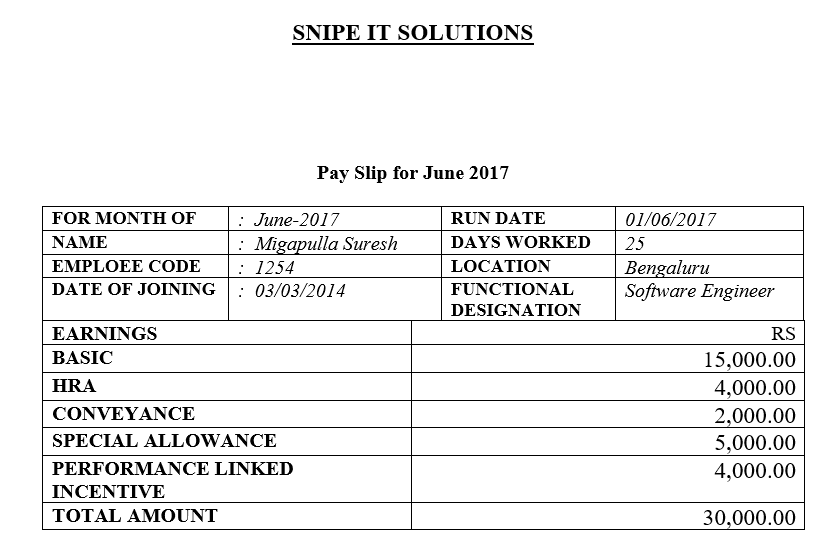 SNIPE IT SOLUTIONS
Pay Slip for June 2017
FOR MONTH OF : June-2017 RUN DATE 01/06/2017
NAME : Migapulla Suresh DAYS WORKED 25
EMPLOEE CODE : 1254 LOCATION Bengaluru
DATE OF JOINING : 03/03/2014 FUNCTIONAL Software Engineer
DESIGNATION
EARNINGS RS
BASIC 15,000.00
HRA 4,000.00
CONVEYANCE 2,000.00
SPECIAL ALLOWANCE 5,000.00
PERFORMANCE LINKED 4,000.00
INCENTIVE
TOTAL AMOUNT 30,000.00